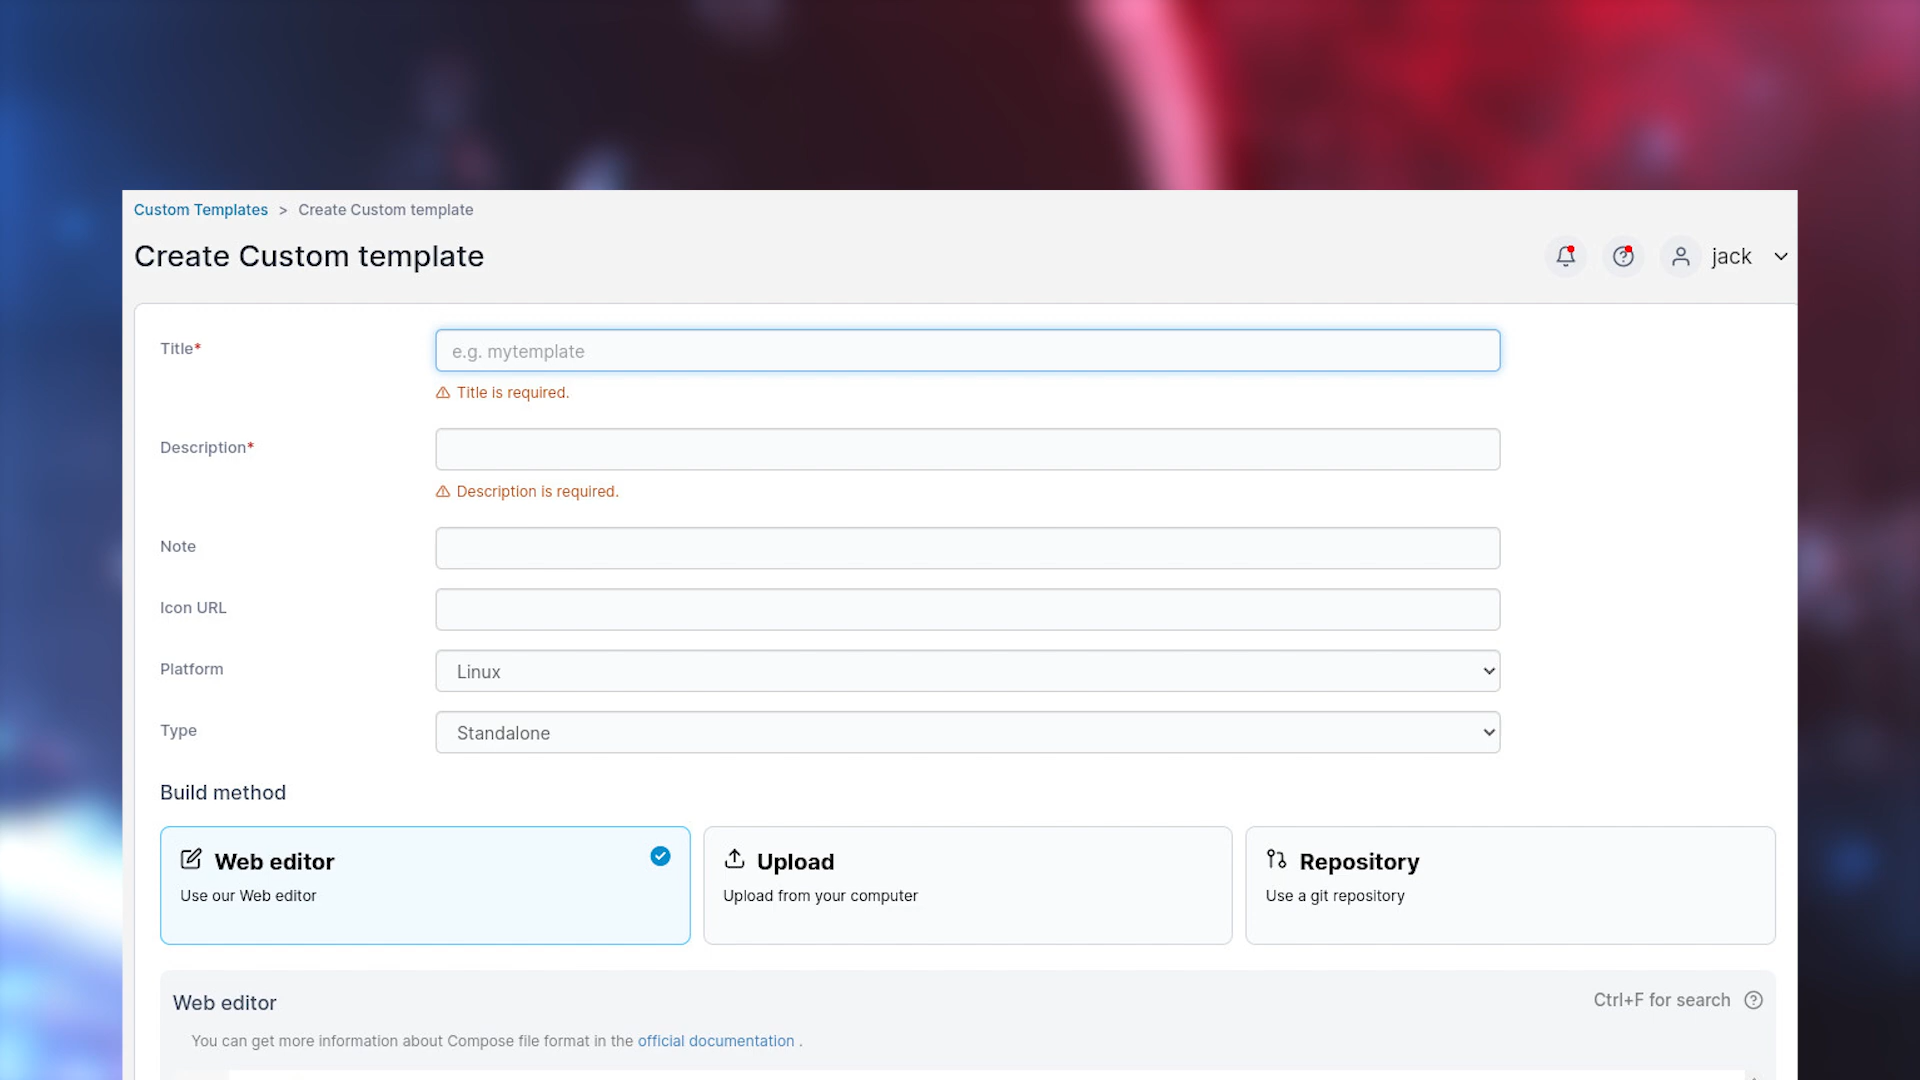 Custom Templates > Create Custom template
Create Custom template
jack
Title*
e.g. mytemplate
Title is required.
Description*
Description is required.
Note
Icon URL
Platform
Linux
Type
Standalone
Build method
Web editor
Use our Web editor
Upload
Upload from your computer
Repository
Use a git repository
Web editor
Ctrl+F for search
You can get more information about Compose file format in the official documentation .